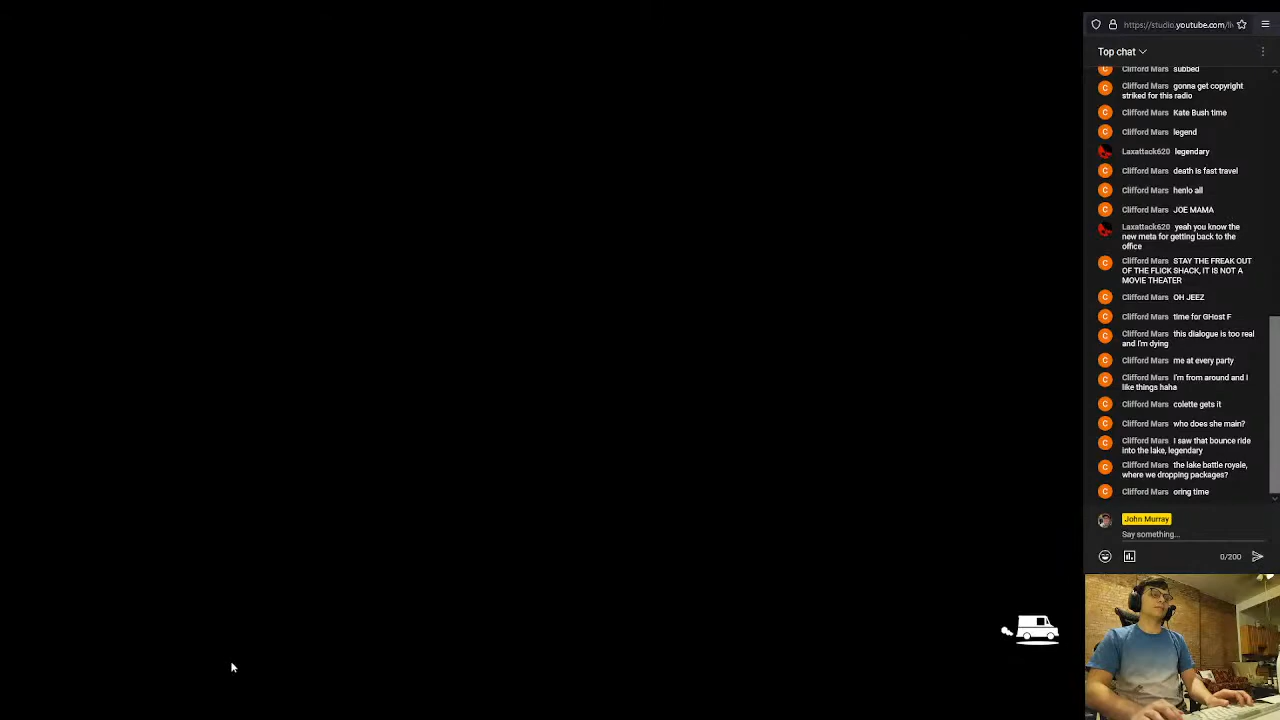 https://studio.youtube.com/li
Top chat
Clifford Mars subbed
Clifford Mars gonna get copyright
striked for this radio
Clifford Mars Kate Bush time
Clifford Mars legend
Laxattack620 legendary
Clifford Mars death is fast travel
Clifford Mars henlo all
Clifford Mars JOE MAMA
Laxattack620 yeah you know the
new meta for getting back to the
office
Clifford Mars STAY THE FREAK OUT
OF THE FLICK SHACK, IT IS NOT A
MOVIE THEATER
Clifford Mars OH JEEZ
Clifford Mars time for GHost F
Clifford Mars this dialogue is too real
and I'm dying
Clifford Mars me at every party
Clifford Mars I'm from around and I
like things haha
Clifford Mars colette gets it
Clifford Mars who does she main?
Clifford Mars I saw that bounce ride
into the lake, legendary
Clifford Mars the lake battle royale,
where we dropping packages?
Clifford Mars oring time
John Murray
Say something...
0/200